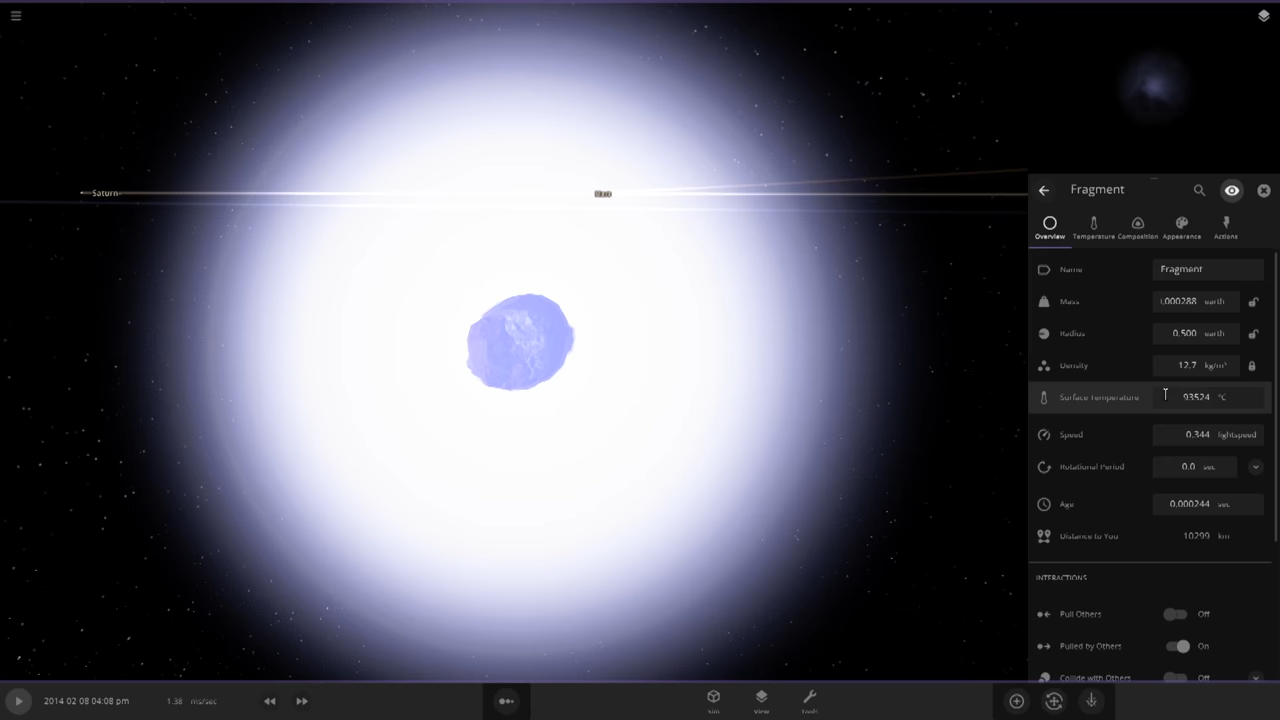 Saturn
Fragment
Overview Temperature Composition Appearance Actions
Name Fragment
Mass .000288 earth
Radius 0.500 earth
Density 12.7 kg/m³
Surface Temperature 93524 °C
Speed 0.344 lightspeed
Rotational Period 0.0 sec
Age 0.000244 sec
Distance to You 10299 km
INTERACTIONS
Pull Others Off
Pulled by Others On
Collide with Others Off
2014 02 08 04:08 pm 1.38 ms/sec Sim View Tools